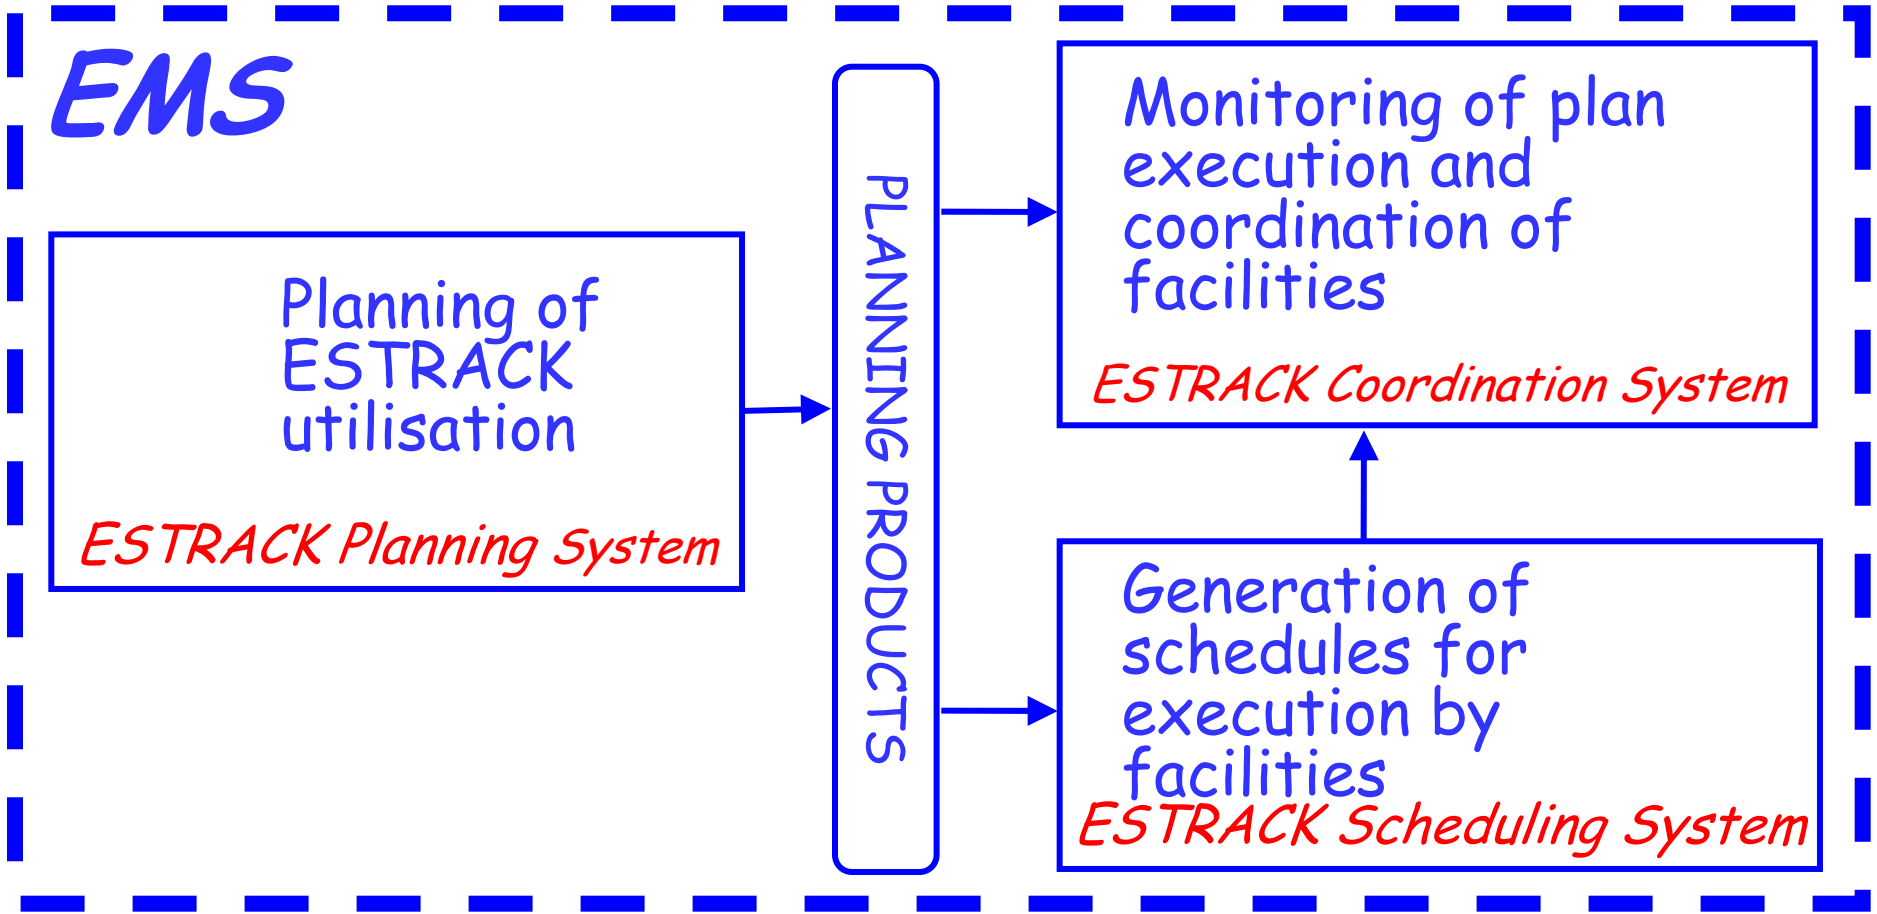 EMS
Planning of
ESTRACK
utilisation
ESTRACK Planning System
PLANNING PRODUCTS
Monitoring of plan
execution and
coordination of
facilities
ESTRACK Coordination System
Generation of
schedules for
execution by
facilities
ESTRACK Scheduling System